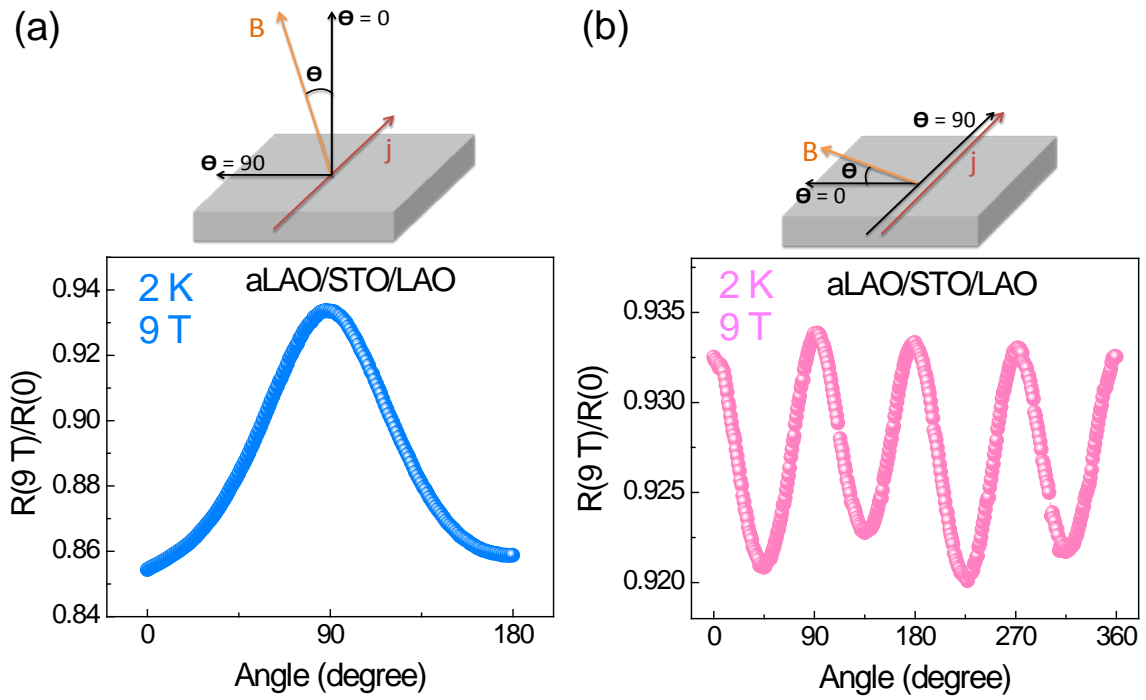 (a)
B
ϴ = 0
ϴ
ϴ = 90
j
0.94
0.92
0.90
0.88
0.86
0.84
R(9 T)/R(0)
2 K
9 T
aLAO/STO/LAO
0
90
180
Angle (degree)
(b)
ϴ = 90
B
ϴ
ϴ = 0
j
0.935
0.930
0.925
0.920
R(9 T)/R(0)
2 K
9 T
aLAO/STO/LAO
0
90
180
270
360
Angle (degree)